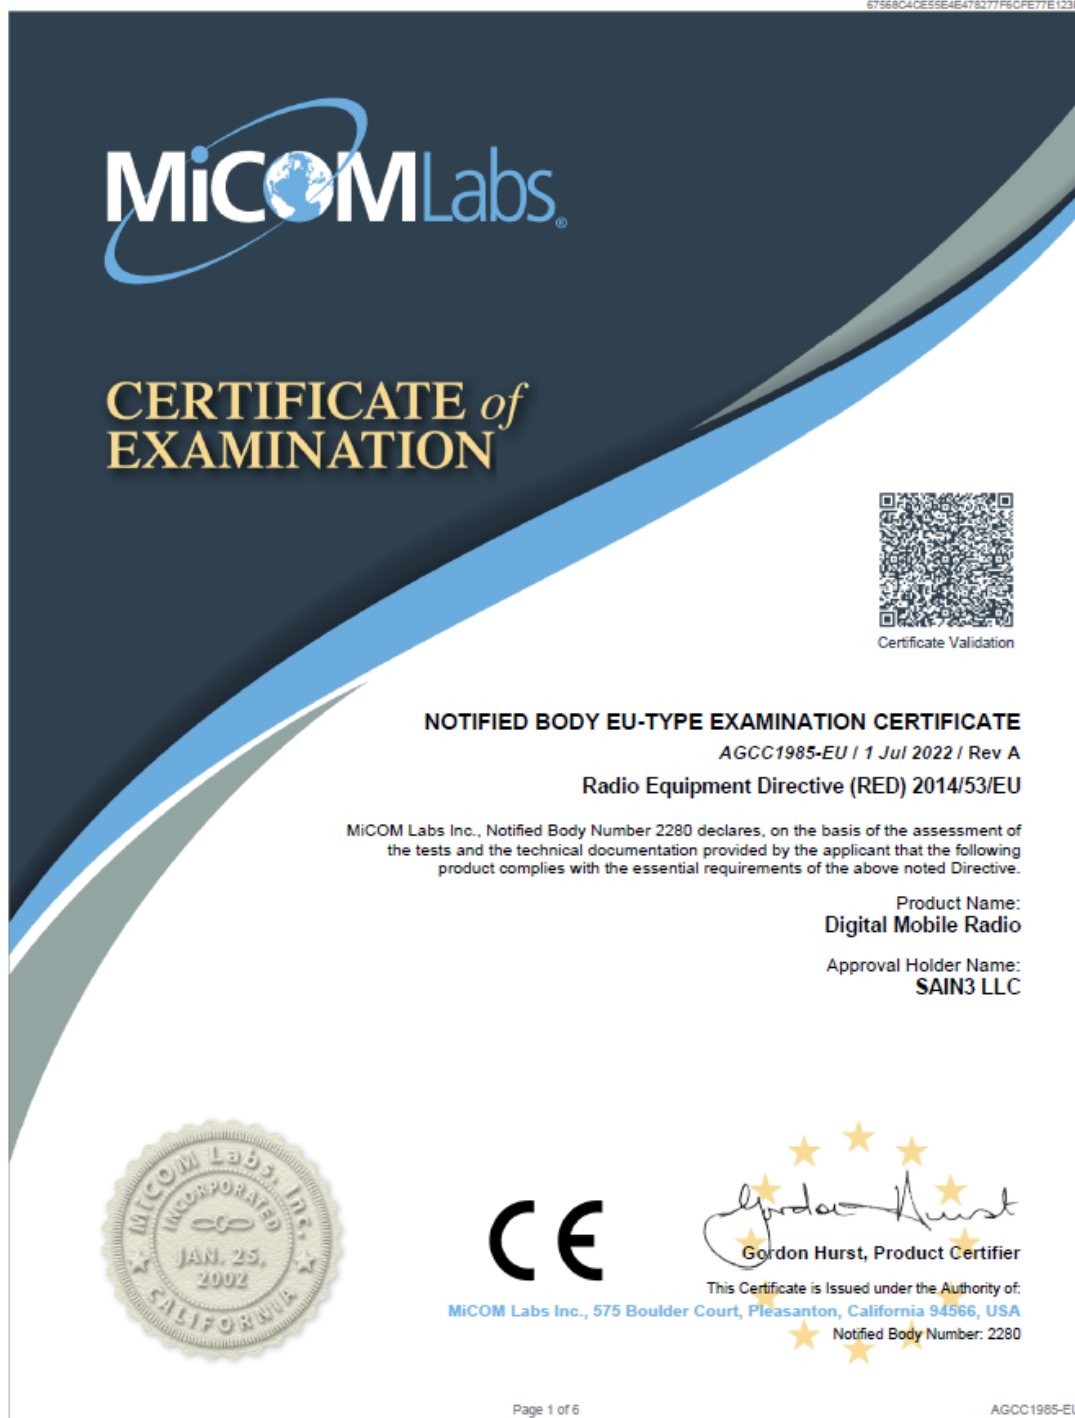 MiCOMLabs®
CERTIFICATE of
EXAMINATION
Certificate Validation
NOTIFIED BODY EU-TYPE EXAMINATION CERTIFICATE
AGCC1985-EU / 1 Jul 2022 / Rev A
Radio Equipment Directive (RED) 2014/53/EU
MiCOM Labs Inc., Notified Body Number 2280 declares, on the basis of the assessment of
the tests and the technical documentation provided by the applicant that the following
product complies with the essential requirements of the above noted Directive.
Product Name:
Digital Mobile Radio
Approval Holder Name:
SAIN3 LLC
MiCOM Labs, Inc.
INCORPORATED
JAN. 25,
2002
CALIFORNIA
CE
Gordon Hurst
Gordon Hurst, Product Certifier
This Certificate is Issued under the Authority of:
MiCOM Labs Inc., 575 Boulder Court, Pleasanton, California 94566, USA
Notified Body Number: 2280
Page 1 of 6
AGCC1985-EU